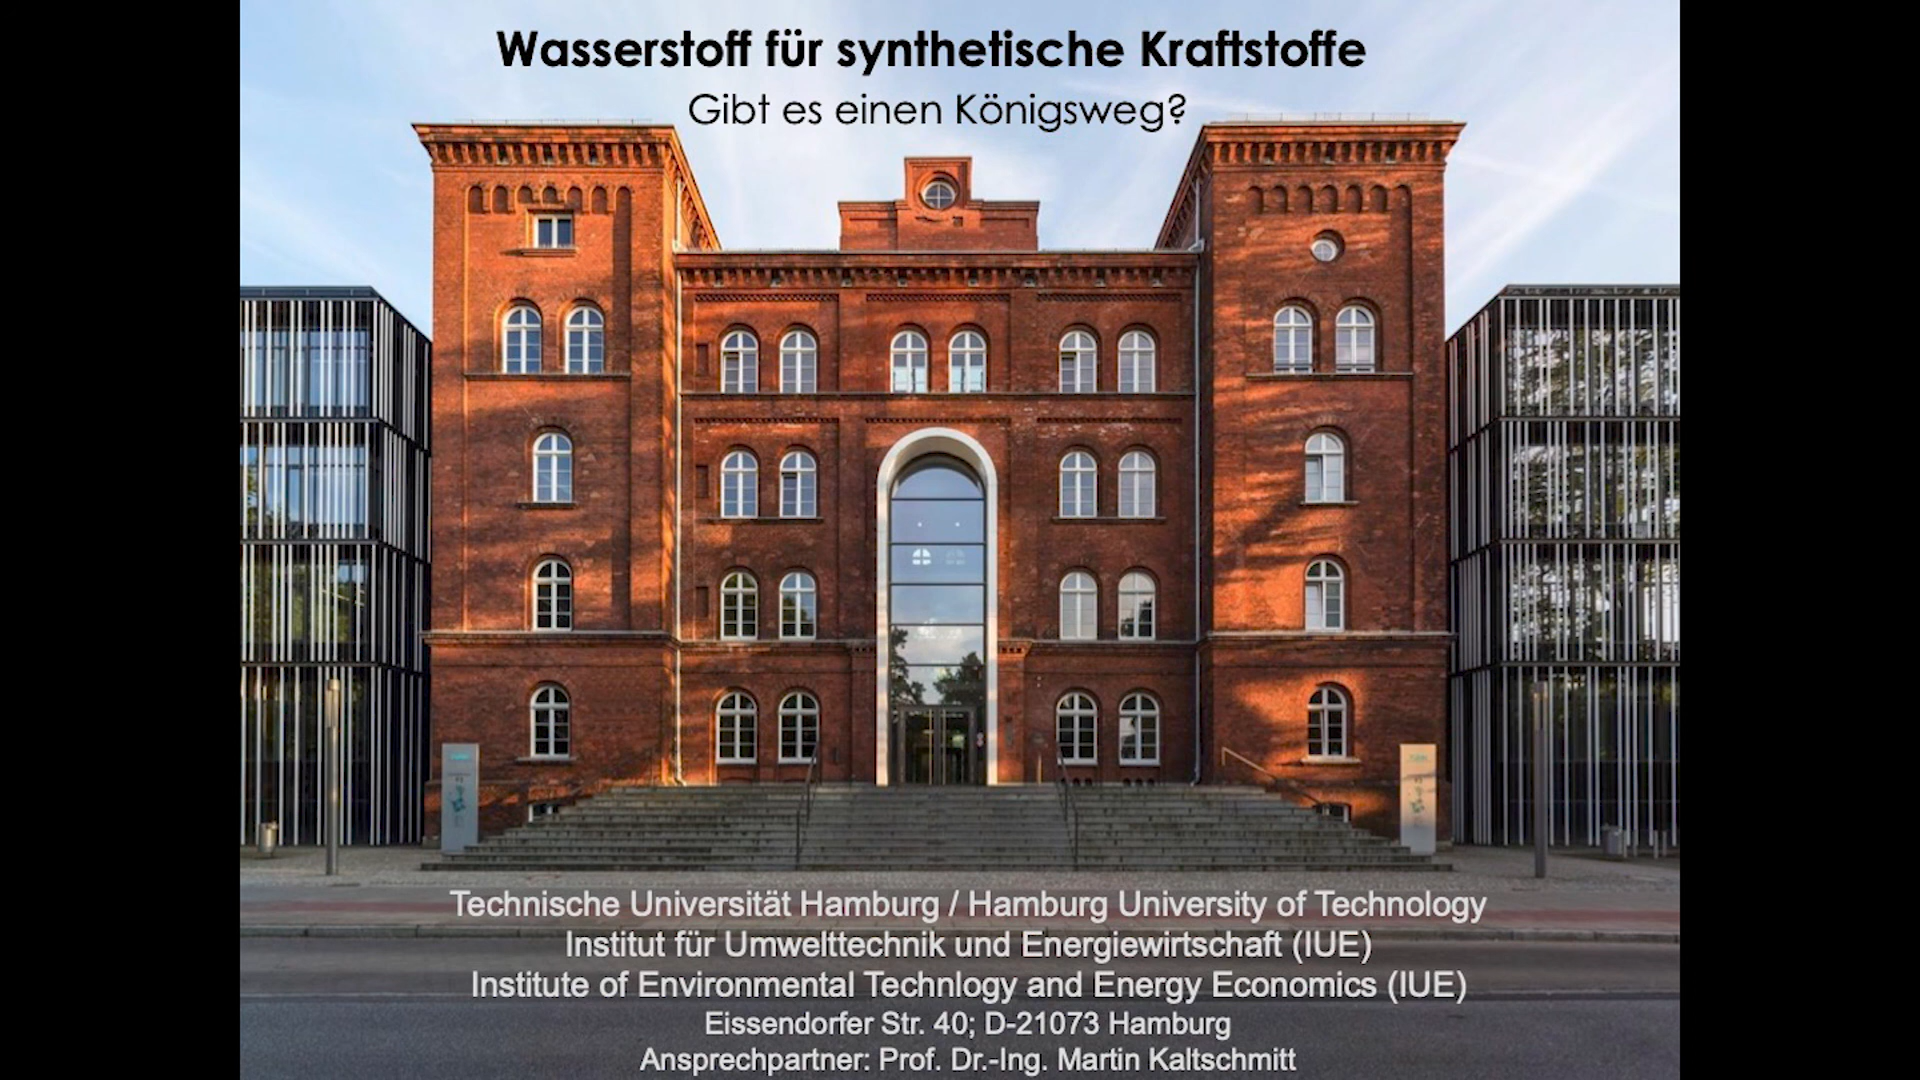 Wasserstoff für synthetische Kraftstoffe
Gibt es einen Königsweg?
Technische Universität Hamburg / Hamburg University of Technology
Institut für Umwelttechnik und Energiewirtschaft (IUE)
Institute of Environmental Technlogy and Energy Economics (IUE)
Eissendorfer Str. 40; D-21073 Hamburg
Ansprechpartner: Prof. Dr.-Ing. Martin Kaltschmitt